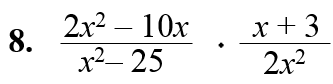 8. 2x² – 10x / x²– 25 · x + 3 / 2x²